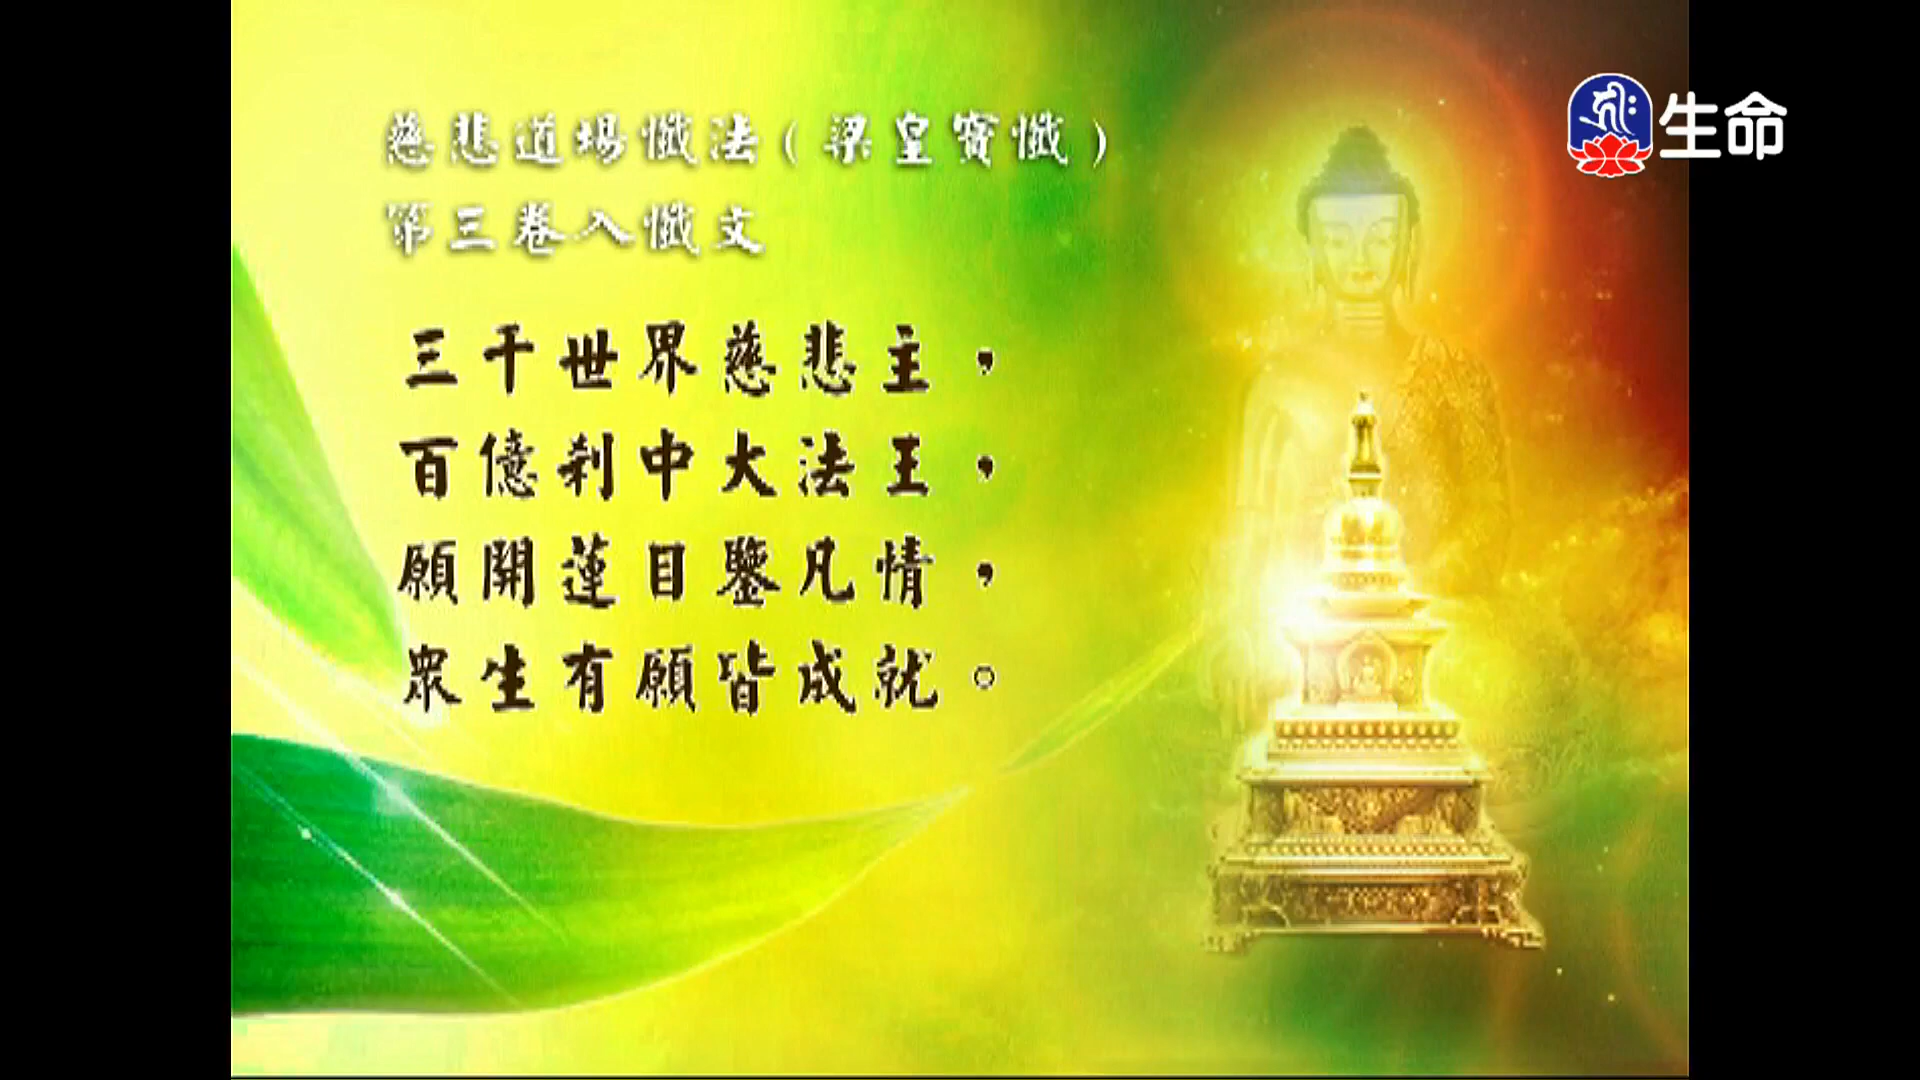 慈悲道場懺法(梁皇寶懺)
第三卷入懺文
三千世界慈悲主，
百億剎中大法王，
願開蓮目鑒凡情，
眾生有願皆成就。
生命